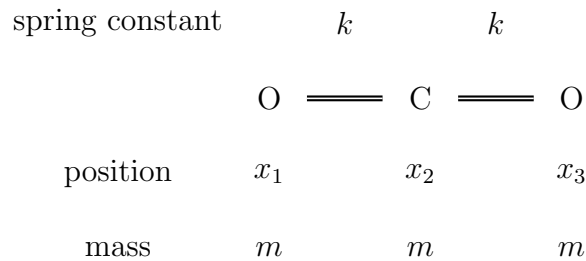 spring constant k k
O C O
position x₁ x₂ x₃
mass m m m